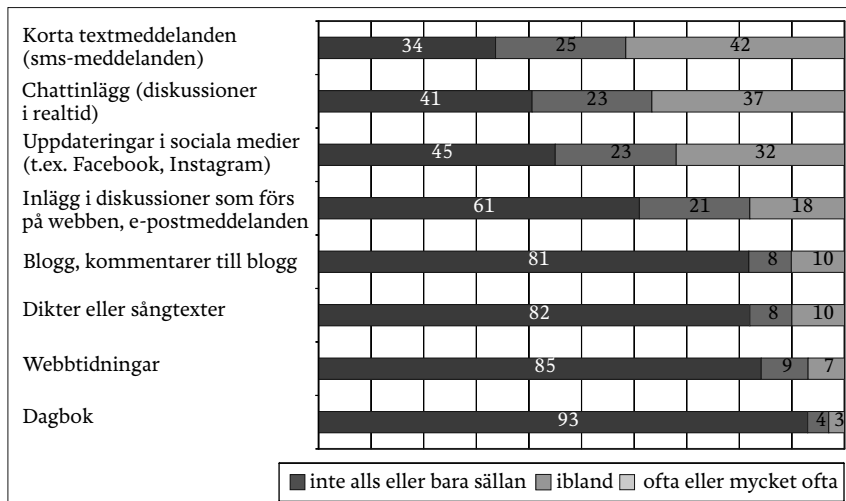 Korta textmeddelanden
(sms-meddelanden)
34 25 42
Chattinlägg (diskussioner
i realtid)
41 23 37
Uppdateringar i sociala medier
(t.ex. Facebook, Instagram)
45 23 32
Inlägg i diskussioner som förs
på webben, e-postmeddelanden
61 21 18
Blogg, kommentarer till blogg
81 8 10
Dikter eller sångtexter
82 8 10
Webbtidningar
85 9 7
Dagbok
93 4 3
inte alls eller bara sällan ibland ofta eller mycket ofta